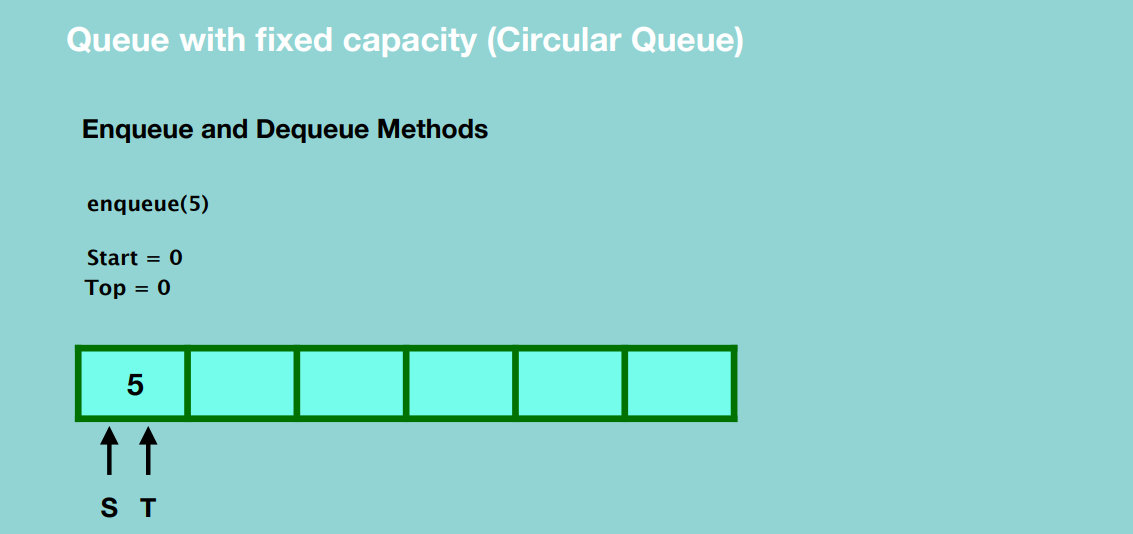 Queue with fixed capacity (Circular Queue)
Enqueue and Dequeue Methods
enqueue(5)
Start = 0
Top = 0
5
S T